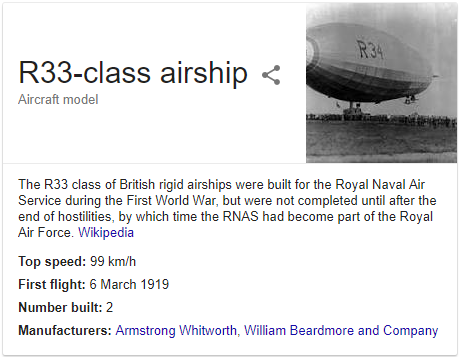 R33-class airship
Aircraft model
R34
The R33 class of British rigid airships were built for the Royal Naval Air
Service during the First World War, but were not completed until after the
end of hostilities, by which time the RNAS had become part of the Royal
Air Force. Wikipedia
Top speed: 99 km/h
First flight: 6 March 1919
Number built: 2
Manufacturers: Armstrong Whitworth, William Beardmore and Company